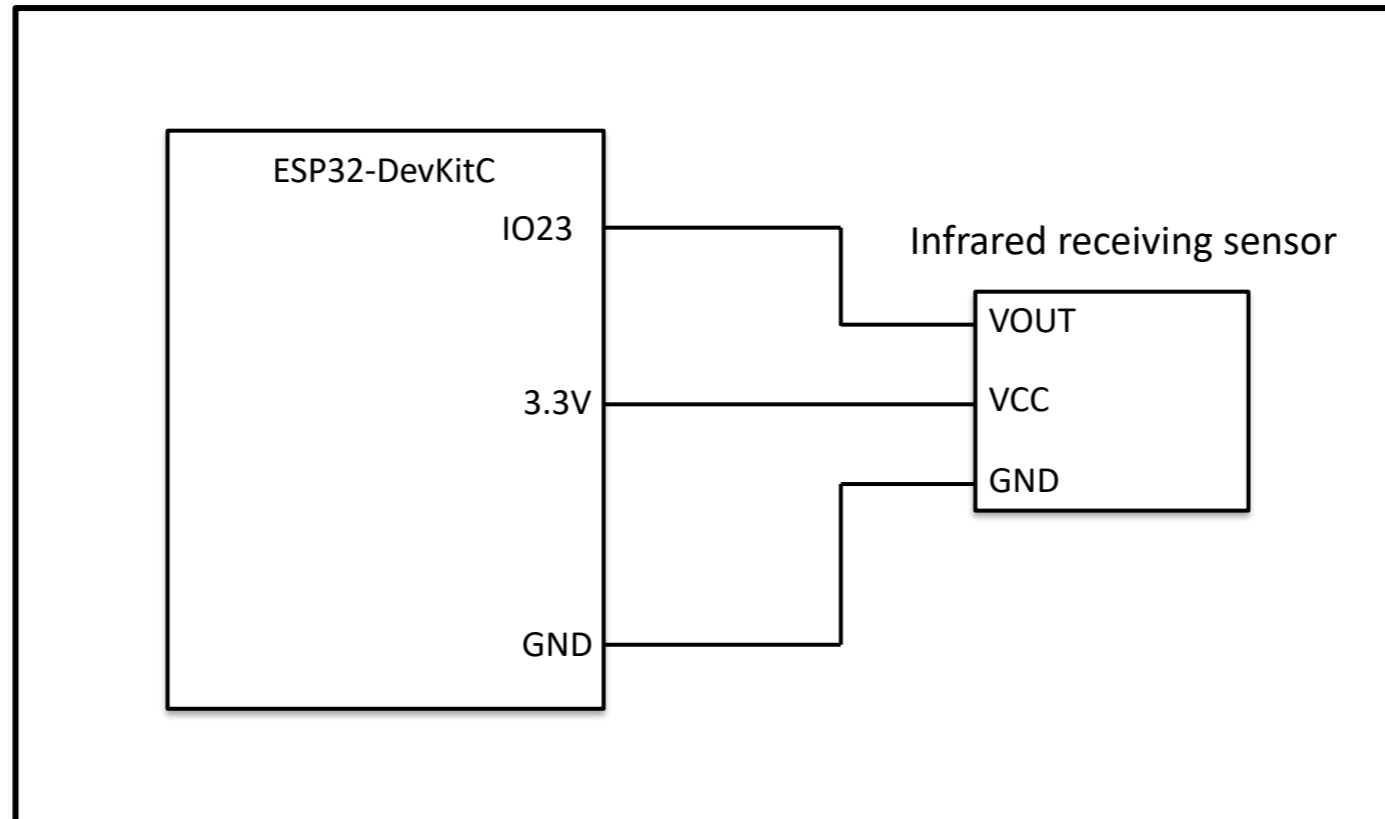 ESP32-DevKitC
IO23
3.3V
GND
Infrared receiving sensor
VOUT
VCC
GND